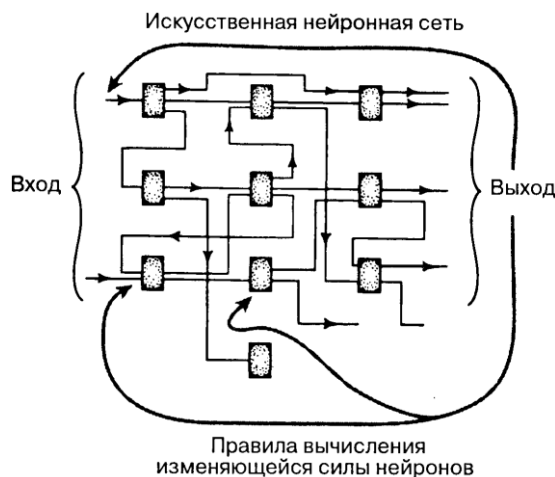 Искусственная нейронная сеть
Вход
Выход
Правила вычисления
изменяющейся силы нейронов